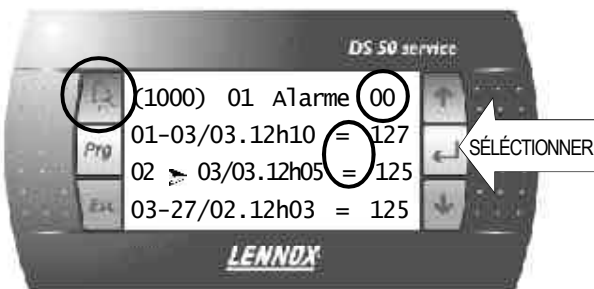 DS 50 service
(1000) 01 Alarme 00
01-03/03.12h10 = 127
Prg
SÉLÉCTIONNER
02 03/03.12h05 = 125
Esc
03-27/02.12h03 = 125
LENNOX